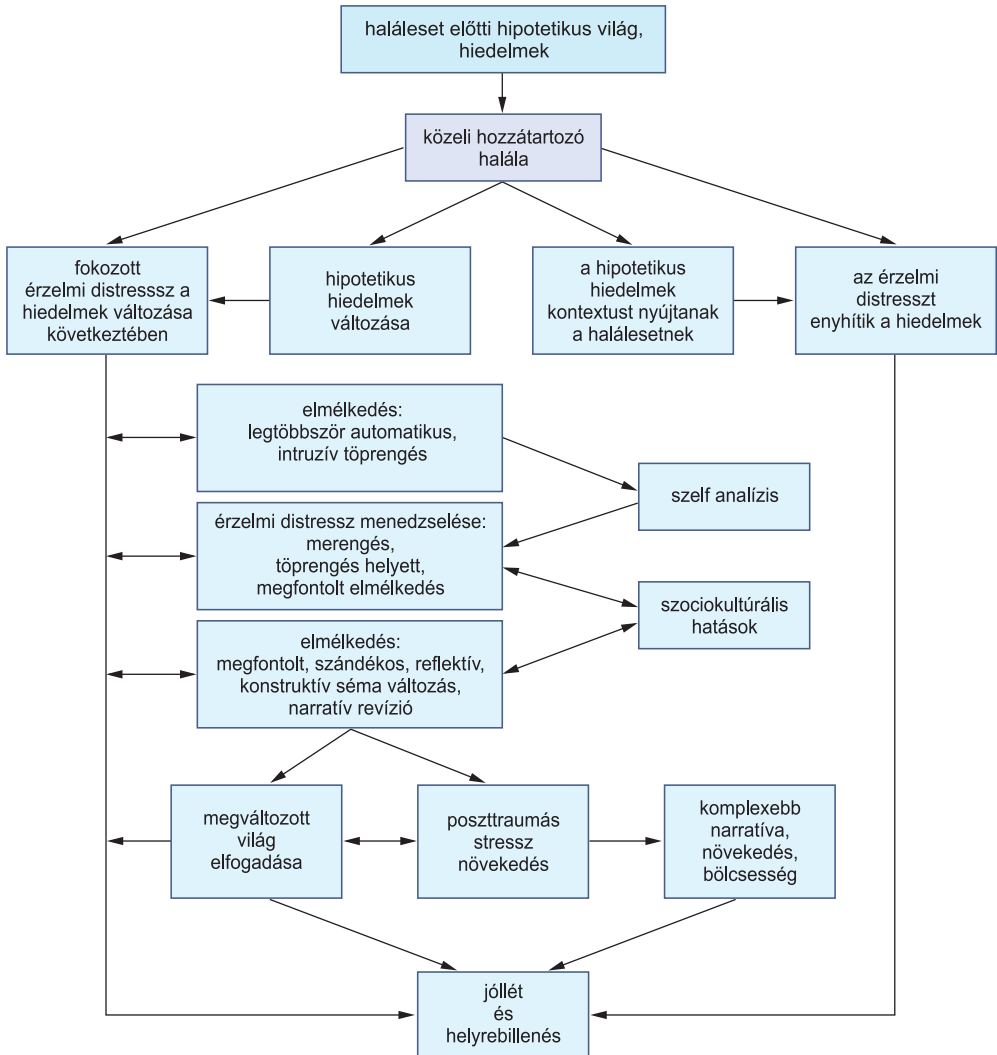 haláleset előtti hipotetikus világ,
hiedelmek
közeli hozzátartozó
halála
fokozott
érzelmi distresssz a
hiedelmek változása
következtében
hipotetikus
hiedelmek
változása
a hipotetikus
hiedelmek
kontextust nyújtanak
a halálesetnek
az érzelmi
distresszt
enyhítik a hiedelmek
elmélkedés:
legtöbbször automatikus,
intruzív töprengés
szelf analízis
érzelmi distressz menedzselése:
merengés,
töprengés helyett,
megfontolt elmélkedés
szociokultúrális
hatások
elmélkedés:
megfontolt, szándékos, reflektív,
konstruktív séma változás,
narratív revízió
megváltozott
világ
elfogadása
poszttraumás
stressz
növekedés
komplexebb
narratíva,
növekedés,
bölcsesség
jóllét
és
helyrebillenés